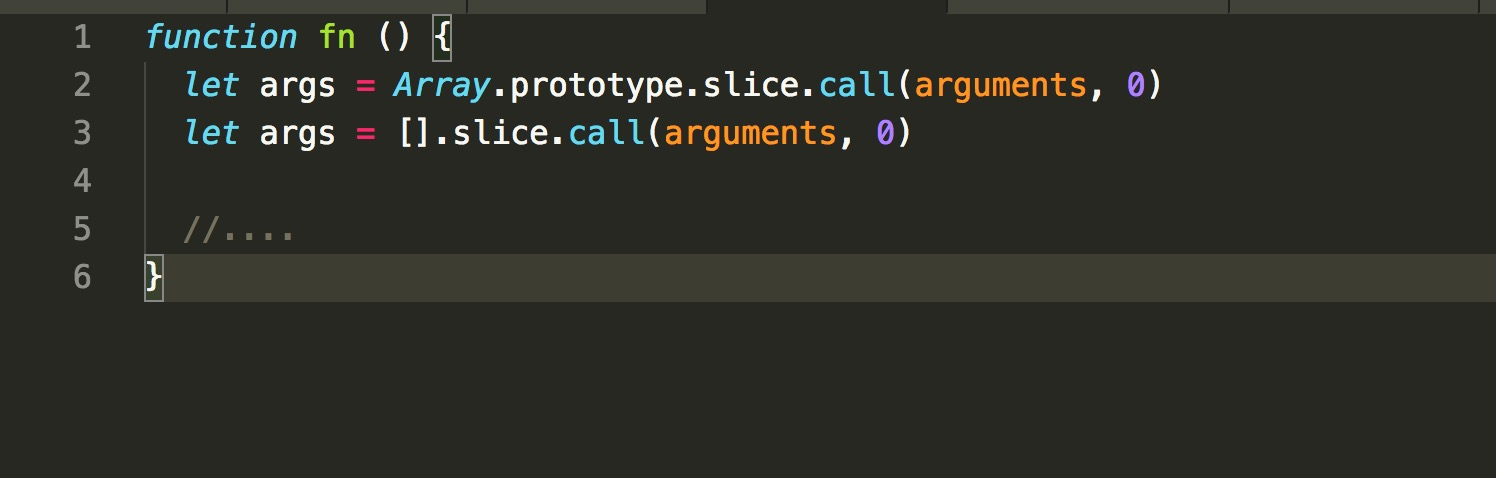 1 function fn () {
2 let args = Array.prototype.slice.call(arguments, 0)
3 let args = [].slice.call(arguments, 0)
4
5 //....
6 }